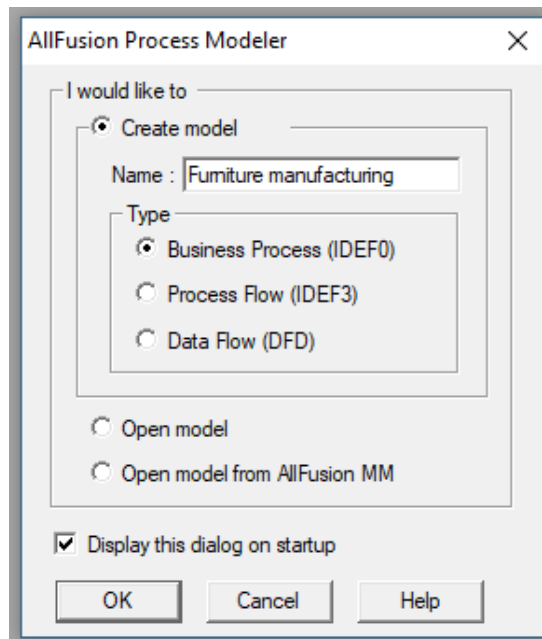 AllFusion Process Modeler
I would like to
Create model
Name : Furniture manufacturing
Type
Business Process (IDEF0)
Process Flow (IDEF3)
Data Flow (DFD)
Open model
Open model from AllFusion MM
Display this dialog on startup
OK Cancel Help